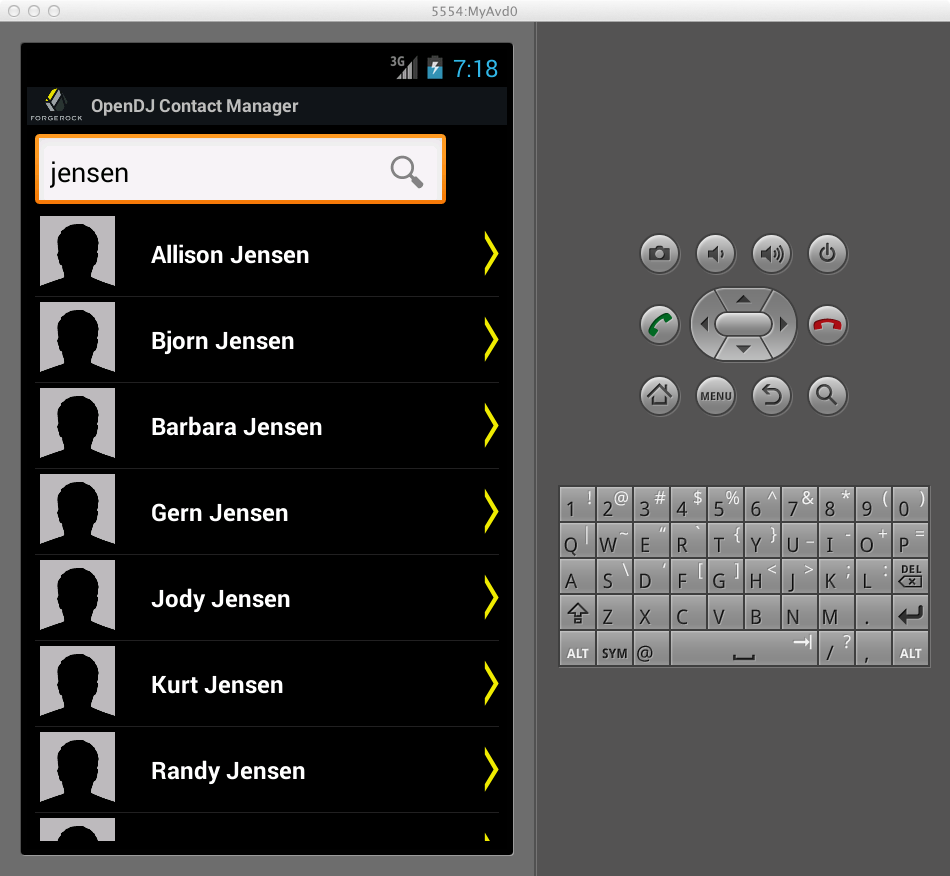 5554:MyAvd0
3G 7:18
FORGEROCK OpenDJ Contact Manager
jensen
Allison Jensen
Bjorn Jensen
Barbara Jensen
Gern Jensen
Jody Jensen
Kurt Jensen
Randy Jensen
MENU
1 ! 2 @ 3 # 4 $ 5 % 6 ^ 7 & 8 * 9 ( 0 )
Q | W ~ E “ R ` T { Y } U _ I - O + P =
A S \ D ‘ F [ G ] H < J > K ; L : DEL
Z X C V B N M .
ALT SYM @ / ? , ALT